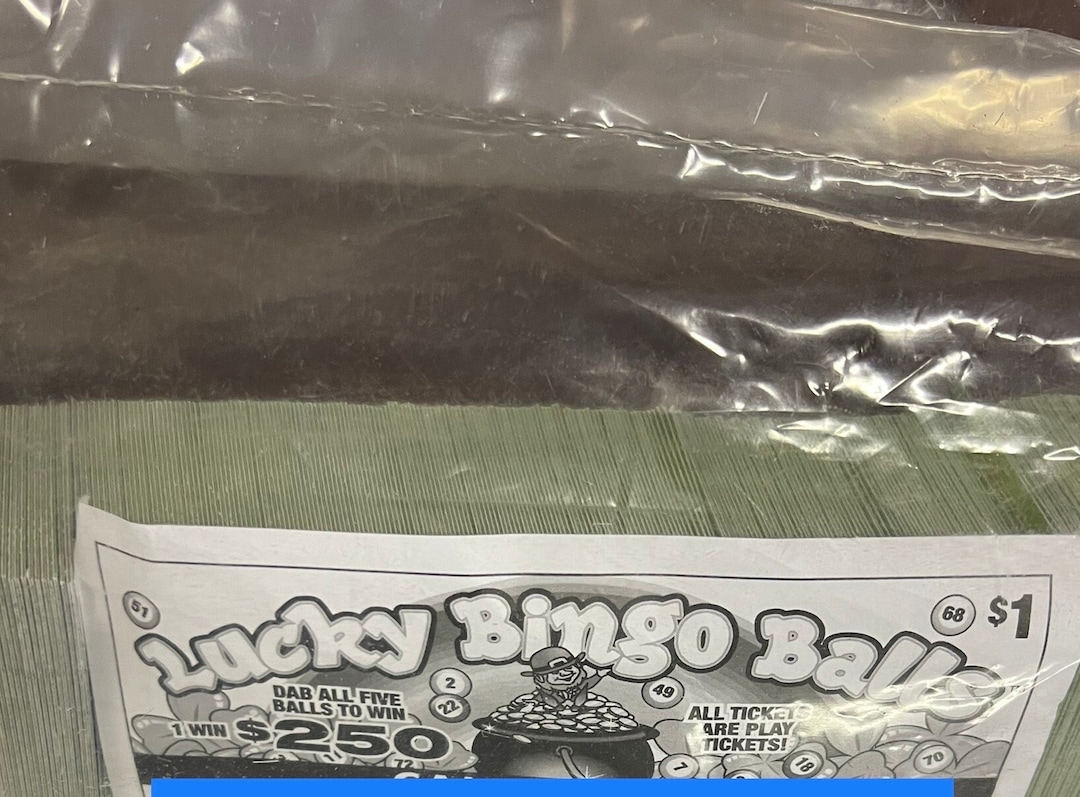 51
Lucky Bingo Balls
68
$1
DAB ALL FIVE
BALLS TO WIN
2
22
49
1 WIN $250
ALL TICKETS
ARE PLAY
TICKETS!
72
7
18
70